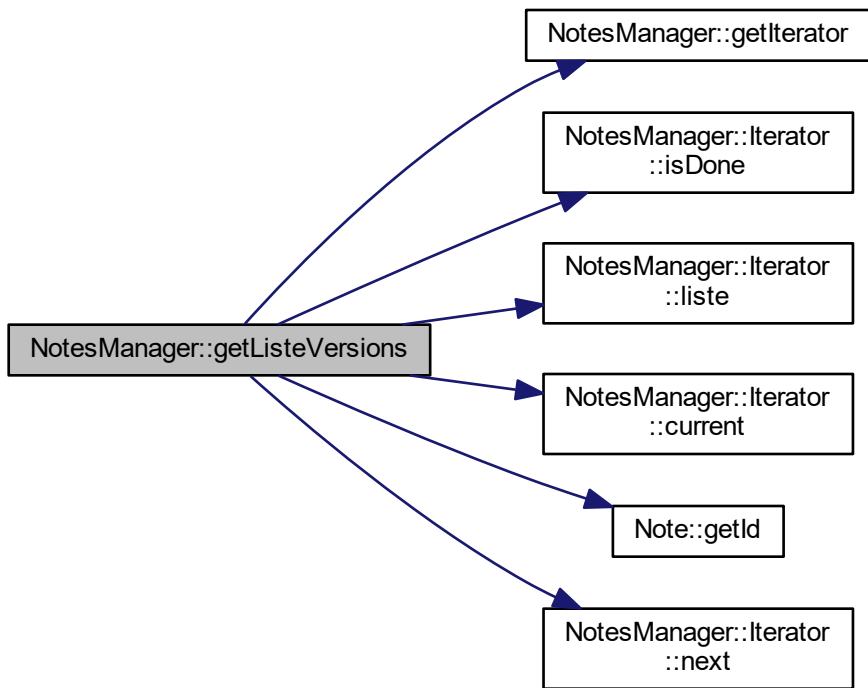 NotesManager::getIterator
NotesManager::Iterator
::isDone
NotesManager::Iterator
::liste
NotesManager::getListeVersions
NotesManager::Iterator
::current
Note::getId
NotesManager::Iterator
::next